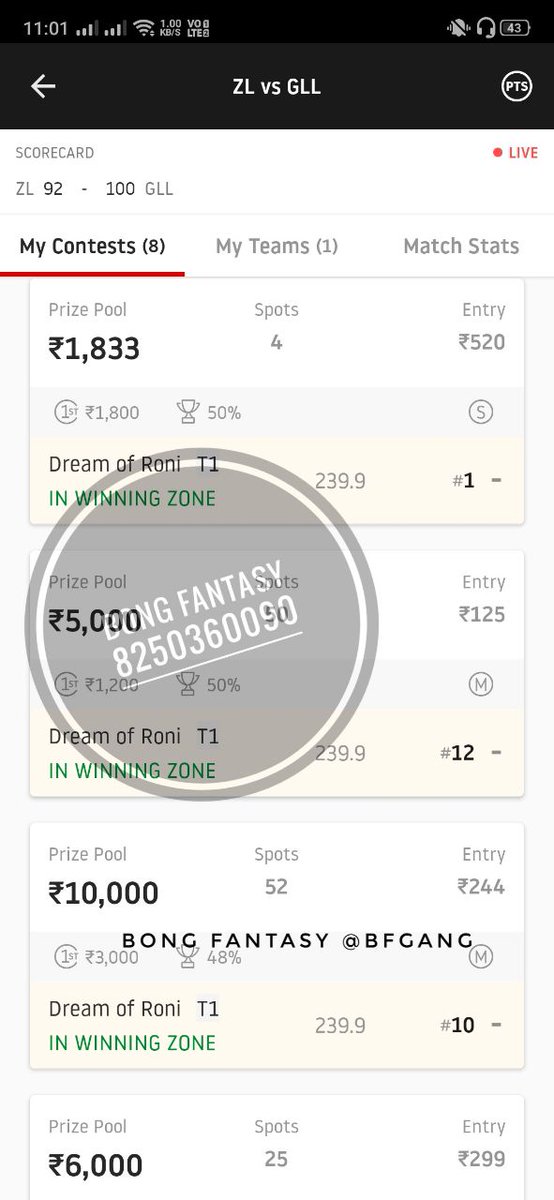 11:01 1.00 KB/S VO LTE2 43
ZL vs GLL PTS
SCORECARD LIVE
ZL 92 - 100 GLL
My Contests (8) My Teams (1) Match Stats
Prize Pool Spots Entry
₹1,833 4 ₹520
1ST ₹1,800 50% S
Dream of Roni T1 239.9 #1 -
IN WINNING ZONE
Prize Pool Spots Entry
₹5,000 50 ₹125
BONG FANTASY
8250360090
1ST ₹1,200 50% M
Dream of Roni T1 239.9 #12 -
IN WINNING ZONE
Prize Pool Spots Entry
₹10,000 52 ₹244
BONG FANTASY @BFGANG
1ST ₹3,000 48% M
Dream of Roni T1 239.9 #10 -
IN WINNING ZONE
Prize Pool Spots Entry
₹6,000 25 ₹299